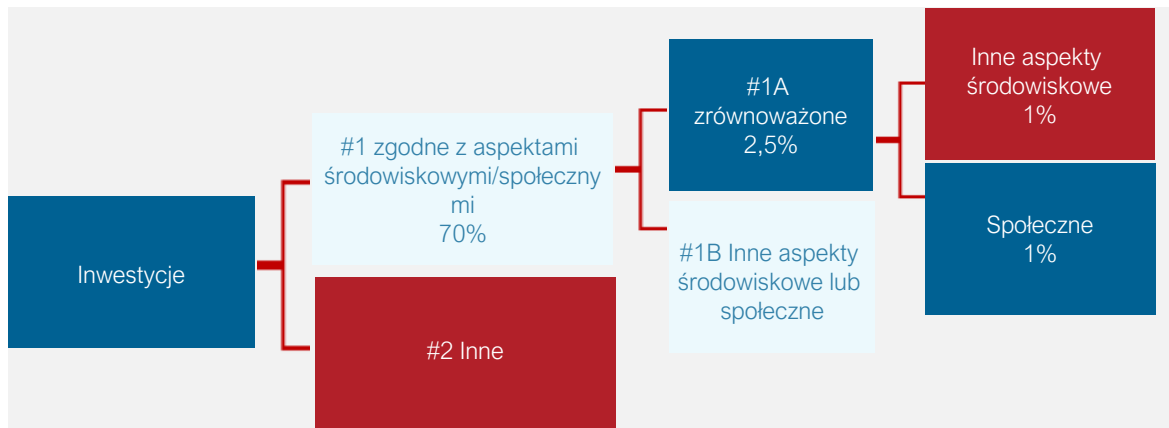 Inwestycje
#1 zgodne z aspektami
środowiskowymi/społeczny
mi
70%
#2 Inne
#1A
zrównoważone
2,5%
#1B Inne aspekty
środowiskowe lub
społeczne
Inne aspekty
środowiskowe
1%
Społeczne
1%